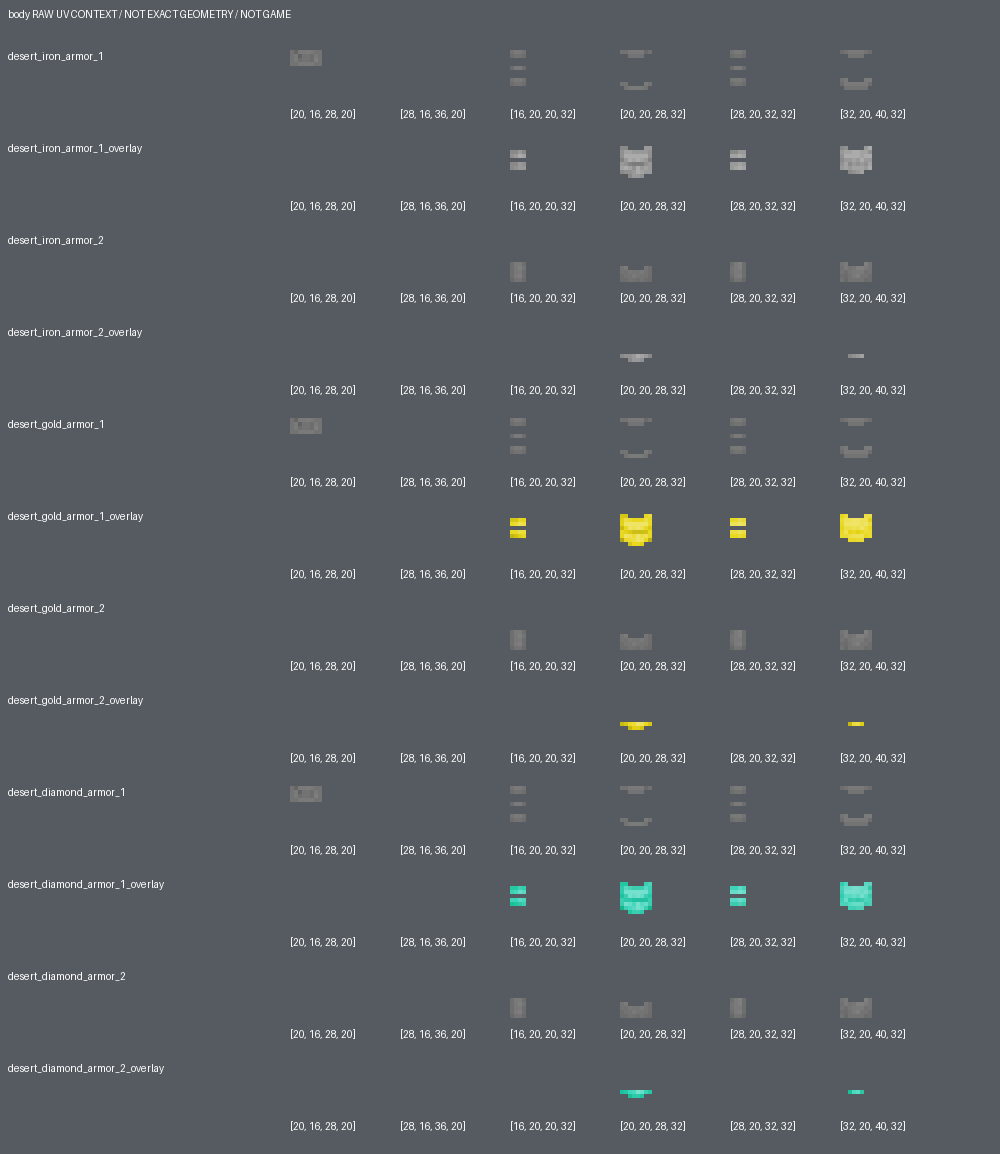 body RAW UV CONTEXT / NOT EXACT GEOMETRY / NOT GAME
desert_iron_armor_1
[20, 16, 28, 20] [28, 16, 36, 20] [16, 20, 20, 32] [20, 20, 28, 32] [28, 20, 32, 32] [32, 20, 40, 32]
desert_iron_armor_1_overlay
[20, 16, 28, 20] [28, 16, 36, 20] [16, 20, 20, 32] [20, 20, 28, 32] [28, 20, 32, 32] [32, 20, 40, 32]
desert_iron_armor_2
[20, 16, 28, 20] [28, 16, 36, 20] [16, 20, 20, 32] [20, 20, 28, 32] [28, 20, 32, 32] [32, 20, 40, 32]
desert_iron_armor_2_overlay
[20, 16, 28, 20] [28, 16, 36, 20] [16, 20, 20, 32] [20, 20, 28, 32] [28, 20, 32, 32] [32, 20, 40, 32]
desert_gold_armor_1
[20, 16, 28, 20] [28, 16, 36, 20] [16, 20, 20, 32] [20, 20, 28, 32] [28, 20, 32, 32] [32, 20, 40, 32]
desert_gold_armor_1_overlay
[20, 16, 28, 20] [28, 16, 36, 20] [16, 20, 20, 32] [20, 20, 28, 32] [28, 20, 32, 32] [32, 20, 40, 32]
desert_gold_armor_2
[20, 16, 28, 20] [28, 16, 36, 20] [16, 20, 20, 32] [20, 20, 28, 32] [28, 20, 32, 32] [32, 20, 40, 32]
desert_gold_armor_2_overlay
[20, 16, 28, 20] [28, 16, 36, 20] [16, 20, 20, 32] [20, 20, 28, 32] [28, 20, 32, 32] [32, 20, 40, 32]
desert_diamond_armor_1
[20, 16, 28, 20] [28, 16, 36, 20] [16, 20, 20, 32] [20, 20, 28, 32] [28, 20, 32, 32] [32, 20, 40, 32]
desert_diamond_armor_1_overlay
[20, 16, 28, 20] [28, 16, 36, 20] [16, 20, 20, 32] [20, 20, 28, 32] [28, 20, 32, 32] [32, 20, 40, 32]
desert_diamond_armor_2
[20, 16, 28, 20] [28, 16, 36, 20] [16, 20, 20, 32] [20, 20, 28, 32] [28, 20, 32, 32] [32, 20, 40, 32]
desert_diamond_armor_2_overlay
[20, 16, 28, 20] [28, 16, 36, 20] [16, 20, 20, 32] [20, 20, 28, 32] [28, 20, 32, 32] [32, 20, 40, 32]